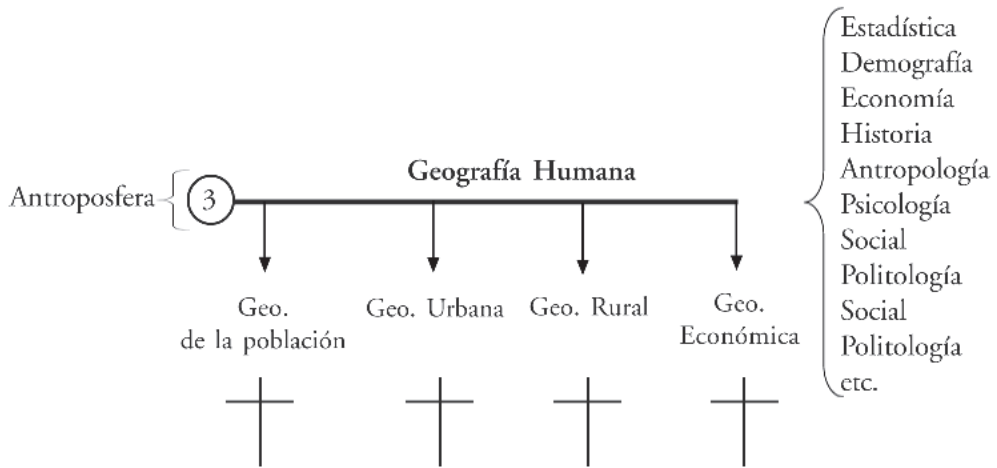 Antroposfera
3
Geografía Humana
Geo.
de la población
Geo. Urbana
Geo. Rural
Geo.
Económica
Estadística
Demografía
Economía
Historia
Antropología
Psicología
Social
Politología
Social
Politología
etc.